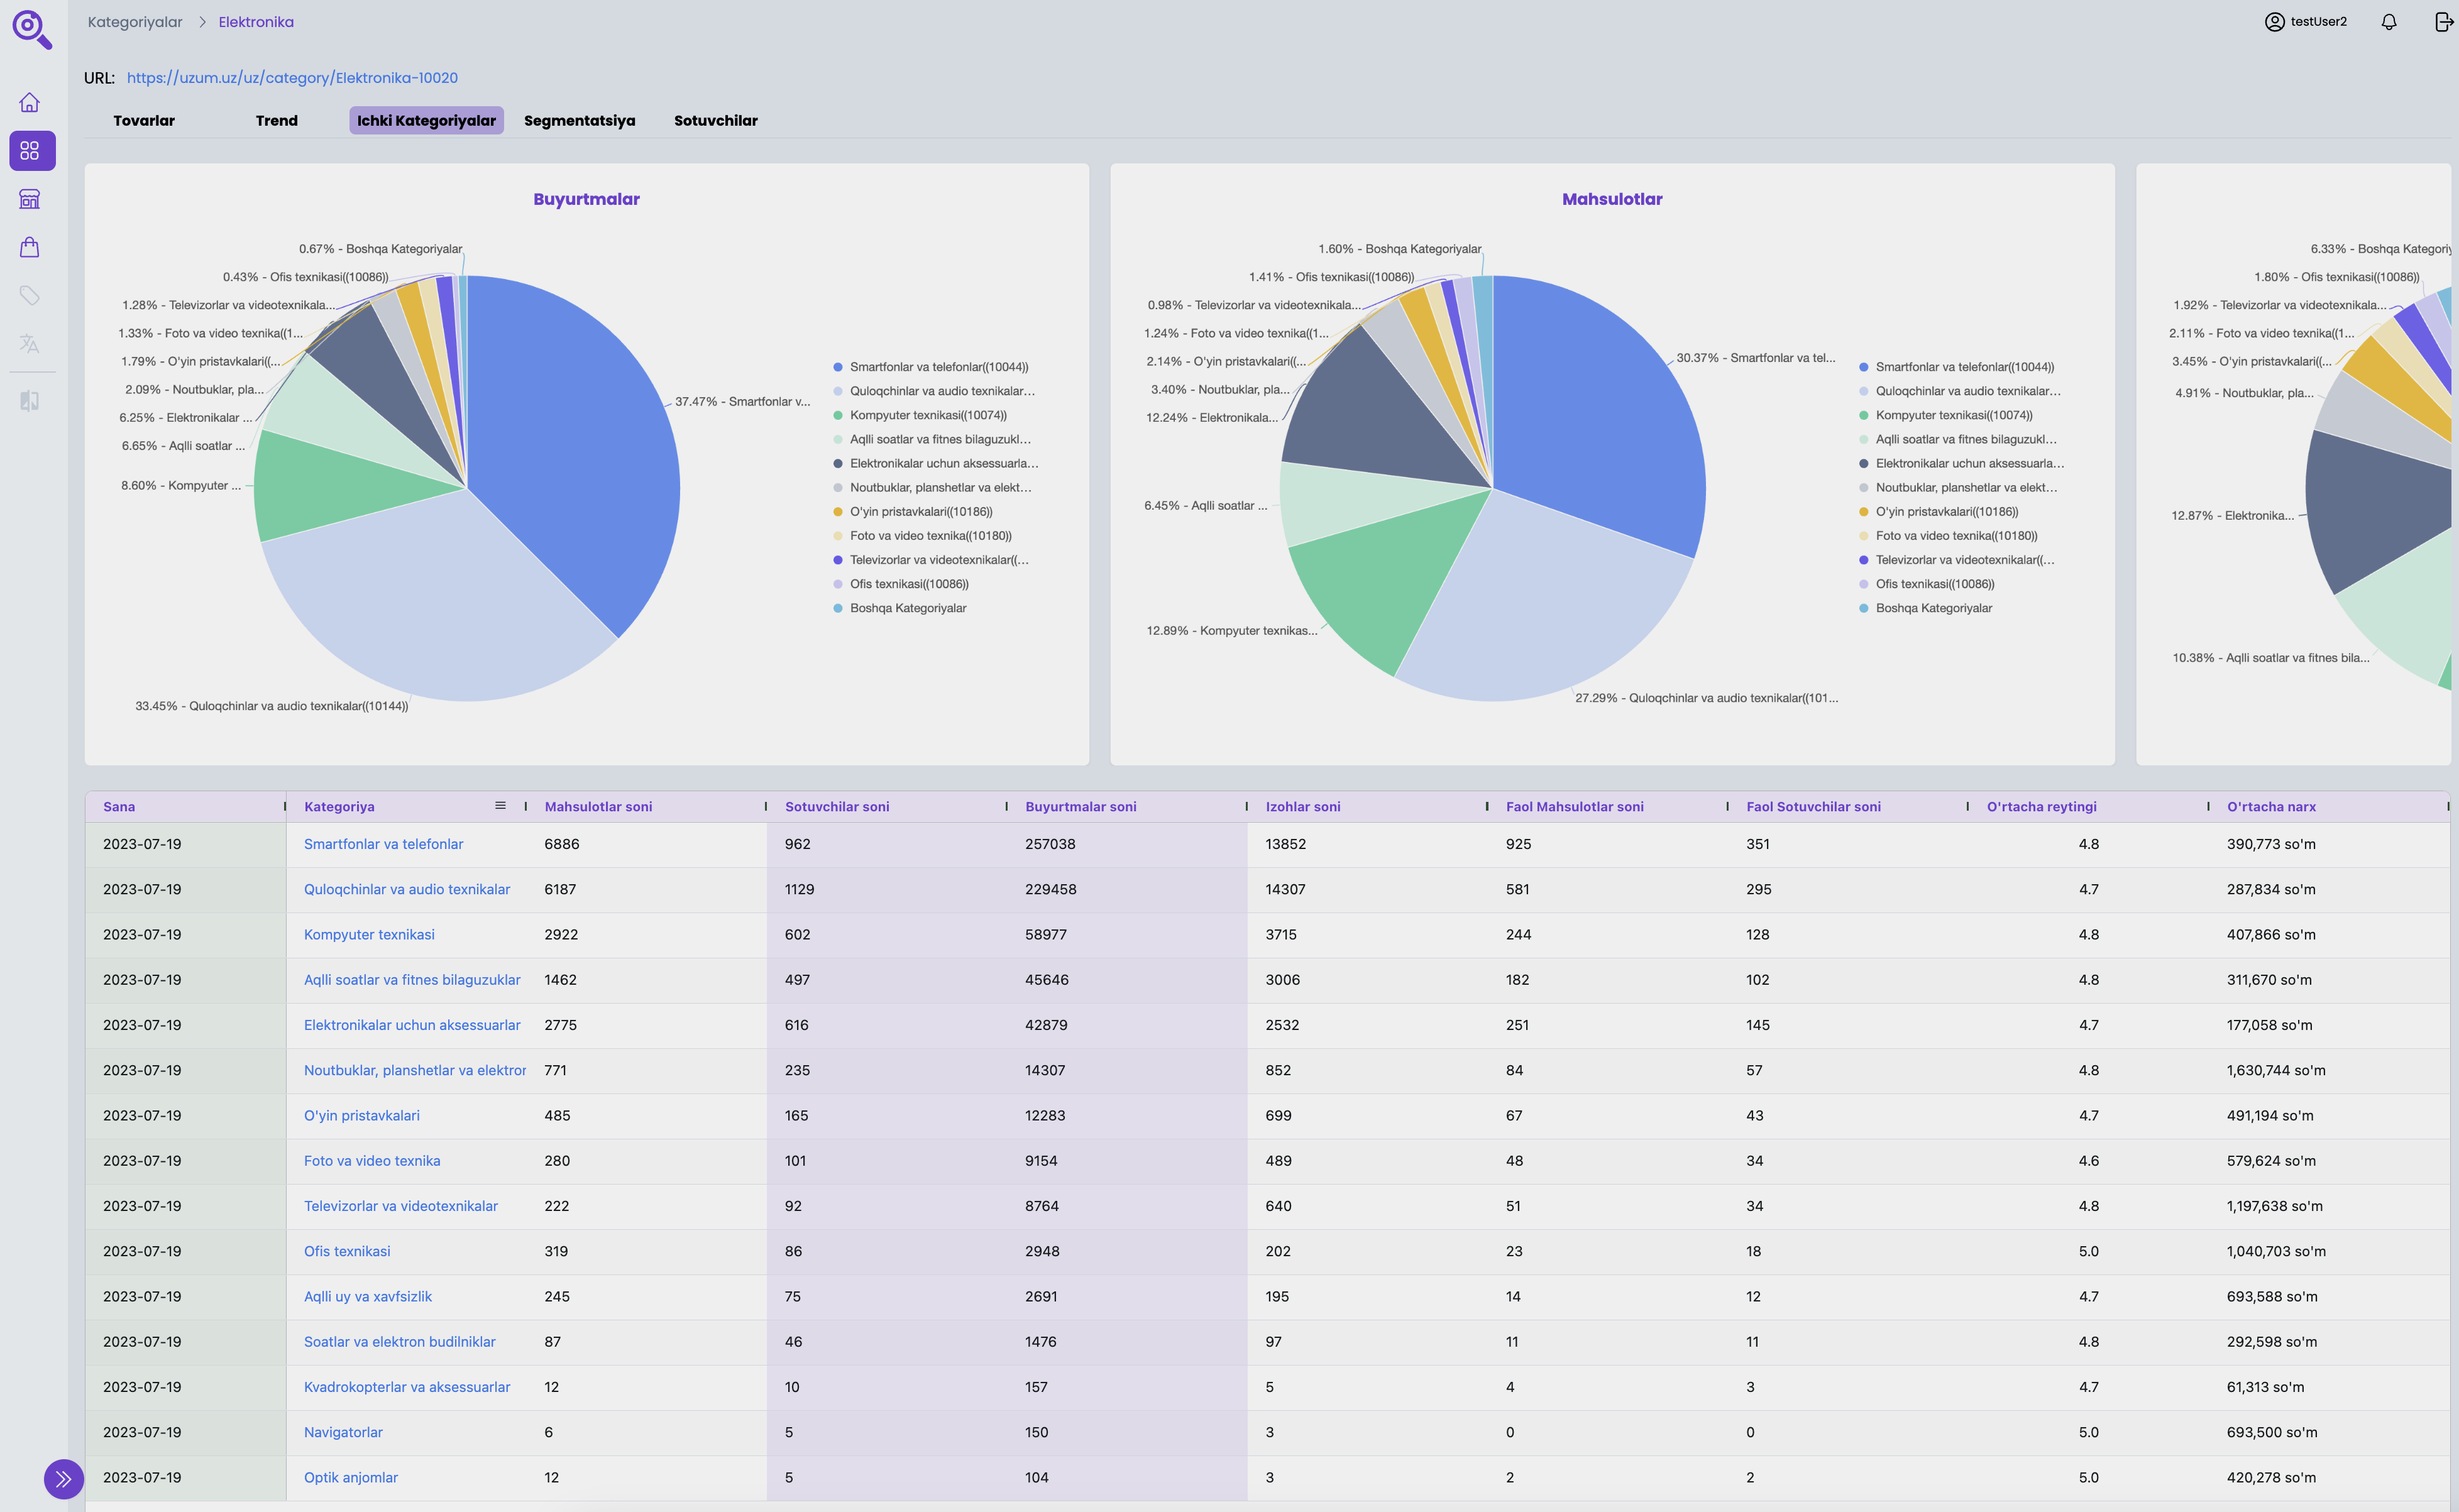 Kategoriyalar > Elektronika
testUser2
URL: https://uzum.uz/uz/category/Elektronika-10020
Tovarlar Trend Ichki Kategoriyalar Segmentatsiya Sotuvchilar
Buyurtmalar
0.67% - Boshqa Kategoriyalar
0.43% - Ofis texnikasi((10086))
1.28% - Televizorlar va videotexnikala...
1.33% - Foto va video texnika((1...
1.79% - O'yin pristavkalari((...
2.09% - Noutbuklar, pla...
6.25% - Elektronikalar ...
6.65% - Aqlli soatlar ...
8.60% - Kompyuter ...
33.45% - Quloqchinlar va audio texnikalar((10144))
37.47% - Smartfonlar v...
Smartfonlar va telefonlar((10044))
Quloqchinlar va audio texnikalar...
Kompyuter texnikasi((10074))
Aqlli soatlar va fitnes bilaguzukl...
Elektronikalar uchun aksessuarla...
Noutbuklar, planshetlar va elekt...
O'yin pristavkalari((10186))
Foto va video texnika((10180))
Televizorlar va videotexnikalar((...
Ofis texnikasi((10086))
Boshqa Kategoriyalar
Mahsulotlar
1.60% - Boshqa Kategoriyalar
1.41% - Ofis texnikasi((10086))
0.98% - Televizorlar va videotexnikala...
1.24% - Foto va video texnika((1...
2.14% - O'yin pristavkalari((...
3.40% - Noutbuklar, pla...
12.24% - Elektronikala...
6.45% - Aqlli soatlar ...
12.89% - Kompyuter texnikas...
27.29% - Quloqchinlar va audio texnikalar((101...
30.37% - Smartfonlar va tel...
Smartfonlar va telefonlar((10044))
Quloqchinlar va audio texnikalar...
Kompyuter texnikasi((10074))
Aqlli soatlar va fitnes bilaguzukl...
Elektronikalar uchun aksessuarla...
Noutbuklar, planshetlar va elekt...
O'yin pristavkalari((10186))
Foto va video texnika((10180))
Televizorlar va videotexnikalar((...
Ofis texnikasi((10086))
Boshqa Kategoriyalar
6.33% - Boshqa Kategoriy
1.80% - Ofis texnikasi((10086))
1.92% - Televizorlar va videotexnikala...
2.11% - Foto va video texnika((1...
3.45% - O'yin pristavkalari((...
4.91% - Noutbuklar, pla...
12.87% - Elektronika...
10.38% - Aqlli soatlar va fitnes bila...
Sana Kategoriya Mahsulotlar soni Sotuvchilar soni Buyurtmalar soni Izohlar soni Faol Mahsulotlar soni Faol Sotuvchilar soni O'rtacha reytingi O'rtacha narx
2023-07-19 Smartfonlar va telefonlar 6886 962 257038 13852 925 351 4.8 390,773 so'm
2023-07-19 Quloqchinlar va audio texnikalar 6187 1129 229458 14307 581 295 4.7 287,834 so'm
2023-07-19 Kompyuter texnikasi 2922 602 58977 3715 244 128 4.8 407,866 so'm
2023-07-19 Aqlli soatlar va fitnes bilaguzuklar 1462 497 45646 3006 182 102 4.8 311,670 so'm
2023-07-19 Elektronikalar uchun aksessuarlar 2775 616 42879 2532 251 145 4.7 177,058 so'm
2023-07-19 Noutbuklar, planshetlar va elektror 771 235 14307 852 84 57 4.8 1,630,744 so'm
2023-07-19 O'yin pristavkalari 485 165 12283 699 67 43 4.7 491,194 so'm
2023-07-19 Foto va video texnika 280 101 9154 489 48 34 4.6 579,624 so'm
2023-07-19 Televizorlar va videotexnikalar 222 92 8764 640 51 34 4.8 1,197,638 so'm
2023-07-19 Ofis texnikasi 319 86 2948 202 23 18 5.0 1,040,703 so'm
2023-07-19 Aqlli uy va xavfsizlik 245 75 2691 195 14 12 4.7 693,588 so'm
2023-07-19 Soatlar va elektron budilniklar 87 46 1476 97 11 11 4.8 292,598 so'm
2023-07-19 Kvadrokopterlar va aksessuarlar 12 10 157 5 4 3 4.7 61,313 so'm
2023-07-19 Navigatorlar 6 5 150 3 0 0 5.0 693,500 so'm
2023-07-19 Optik anjomlar 12 5 104 3 2 2 5.0 420,278 so'm